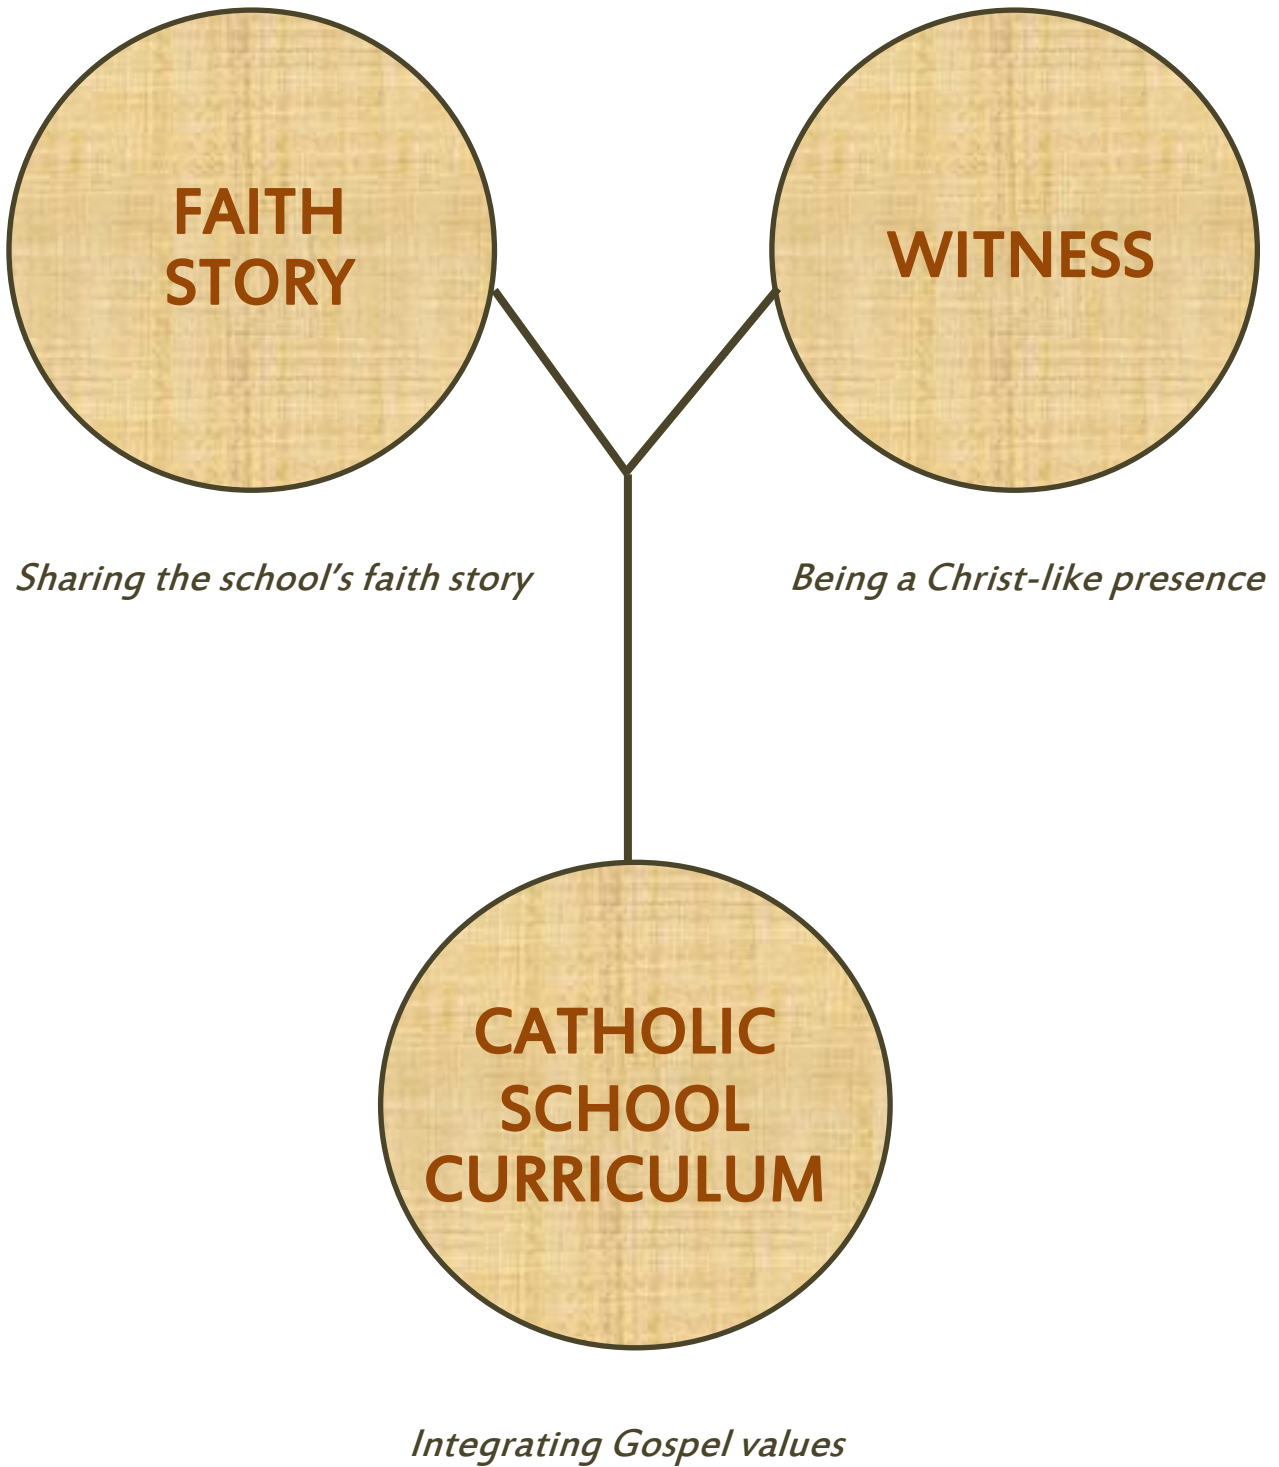 FAITH
STORY
WITNESS
Sharing the school's faith story
Being a Christ-like presence
CATHOLIC
SCHOOL
CURRICULUM
Integrating Gospel values